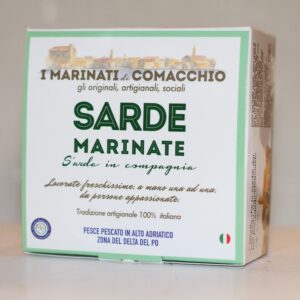 I MARINATI di COMACCHIO
gli originali, artigianali, sociali
SARDE
MARINATE
Sarde in compagnia
Lavorate freschissime, a mano una ad una,
da persone appassionate.
Tradizione artigianale 100% italiana
PESCE PESCATO IN ALTO ADRIATICO
ZONA DEL DELTA DEL PO